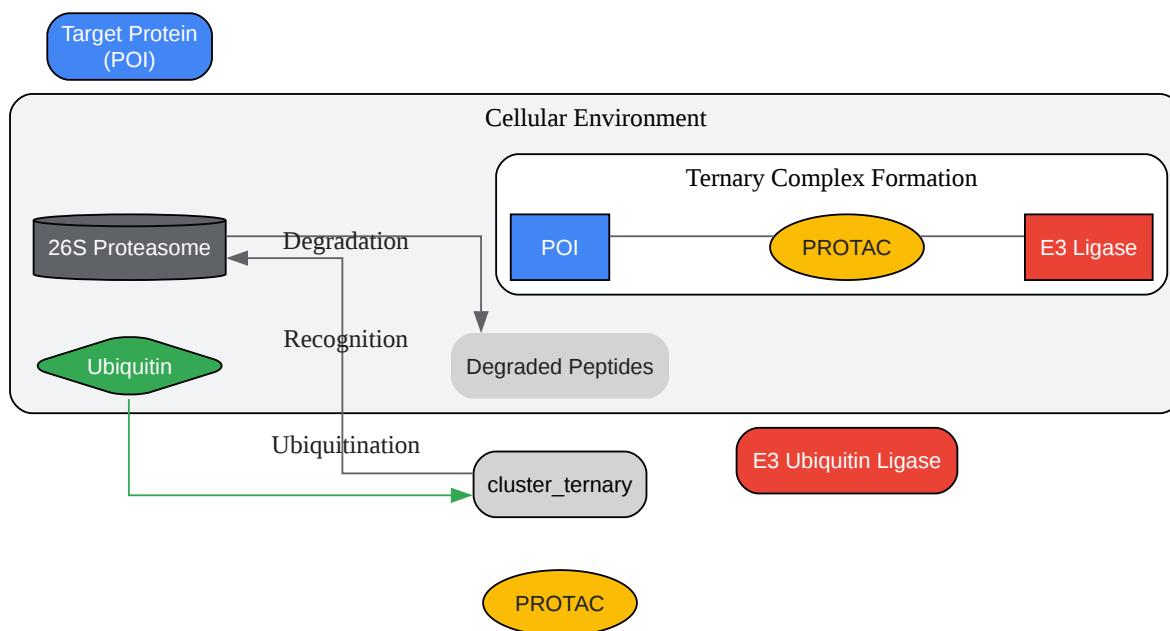 Target Protein
(POI)
Cellular Environment
Ternary Complex Formation
26S Proteasome
Degradation
POI
PROTAC
E3 Ligase
Recognition
Ubiquitin
Degraded Peptides
Ubiquitination
E3 Ubiquitin Ligase
cluster_ternary
PROTAC